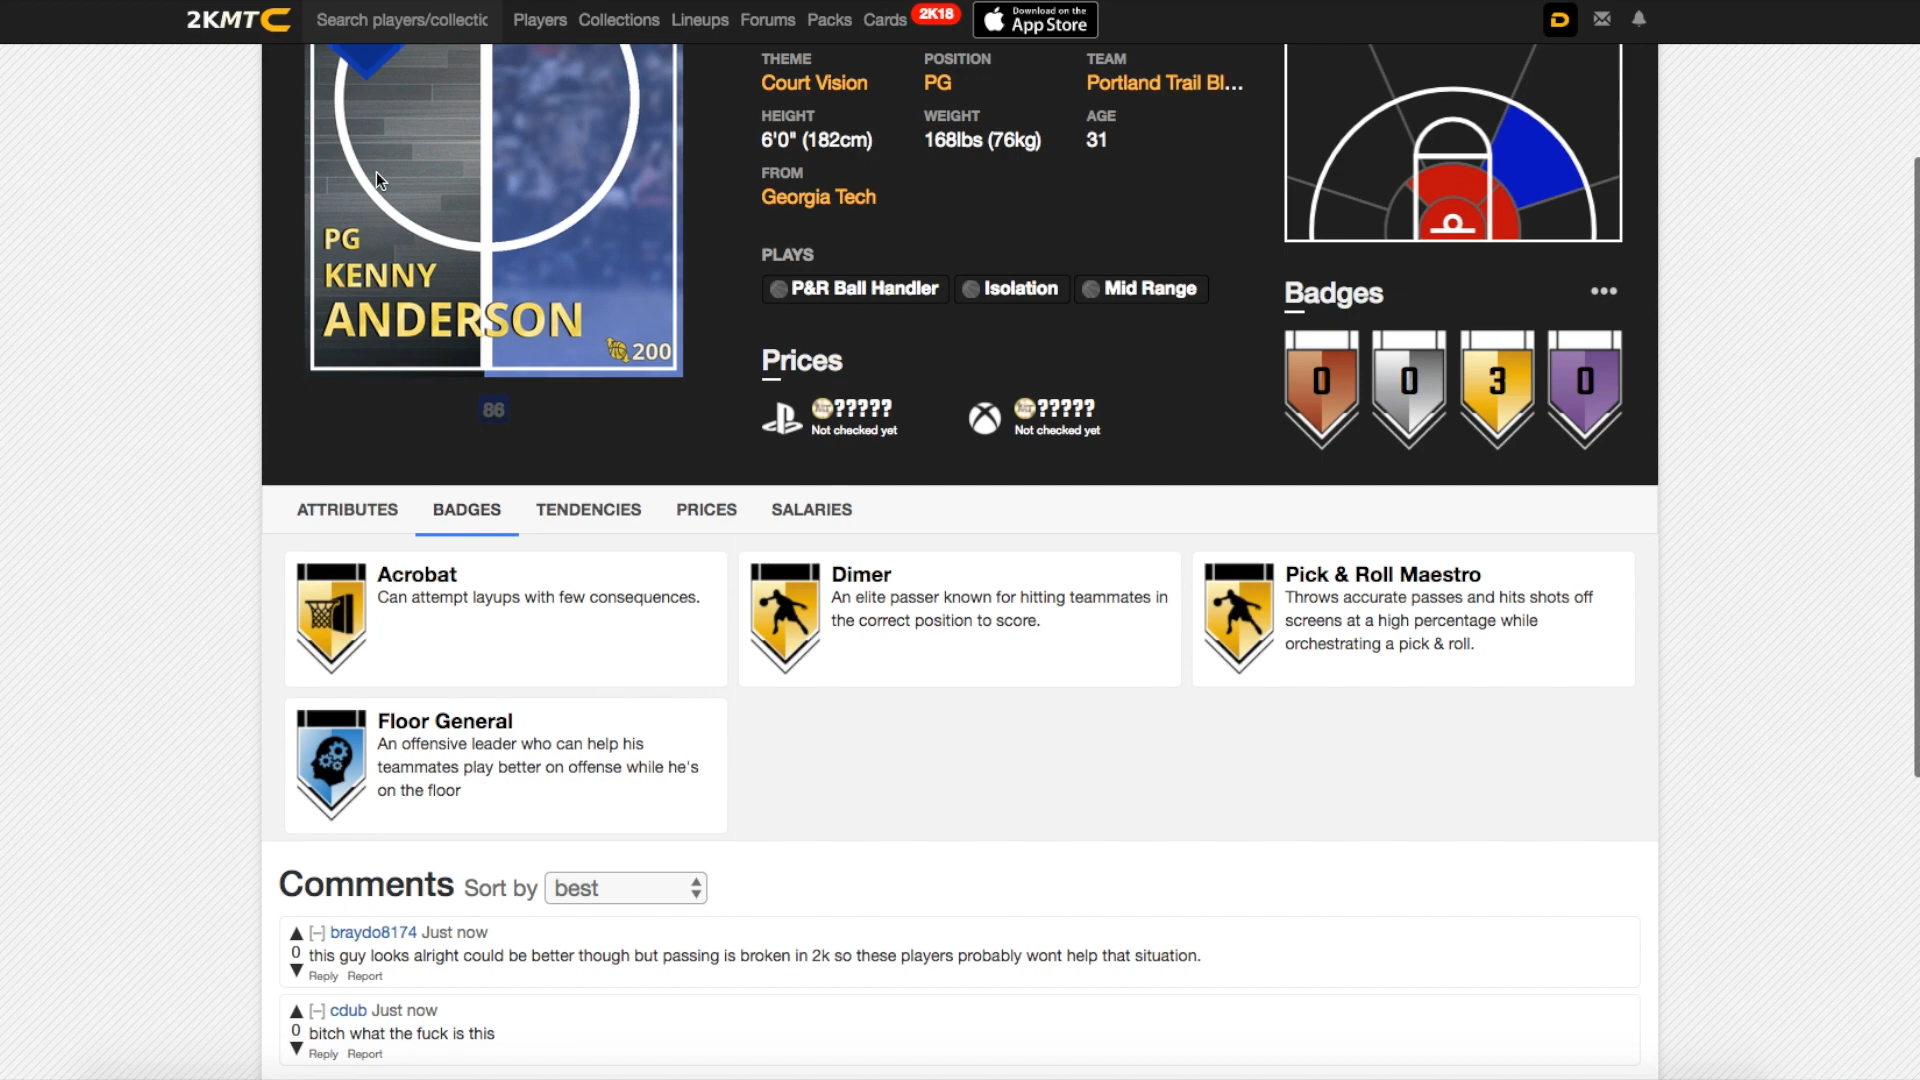 2KMTC Search players/collectic Players Collections Lineups Forums Packs Cards 2K18 Download on the App Store
THEME POSITION TEAM
Court Vision PG Portland Trail Bl...
HEIGHT WEIGHT AGE
6'0" (182cm) 168lbs (76kg) 31
FROM
Georgia Tech
PG
KENNY
ANDERSON
200
86
PLAYS
P&R Ball Handler Isolation Mid Range
Prices
MT ????? MT ?????
Not checked yet Not checked yet
Badges
0 0 3 0
ATTRIBUTES BADGES TENDENCIES PRICES SALARIES
Acrobat
Can attempt layups with few consequences.
Dimer
An elite passer known for hitting teammates in
the correct position to score.
Pick & Roll Maestro
Throws accurate passes and hits shots off
screens at a high percentage while
orchestrating a pick & roll.
Floor General
An offensive leader who can help his
teammates play better on offense while he's
on the floor
Comments Sort by best
[–] braydo8174 Just now
0 this guy looks alright could be better though but passing is broken in 2k so these players probably wont help that situation.
Reply Report
[–] cdub Just now
0 bitch what the fuck is this
Reply Report